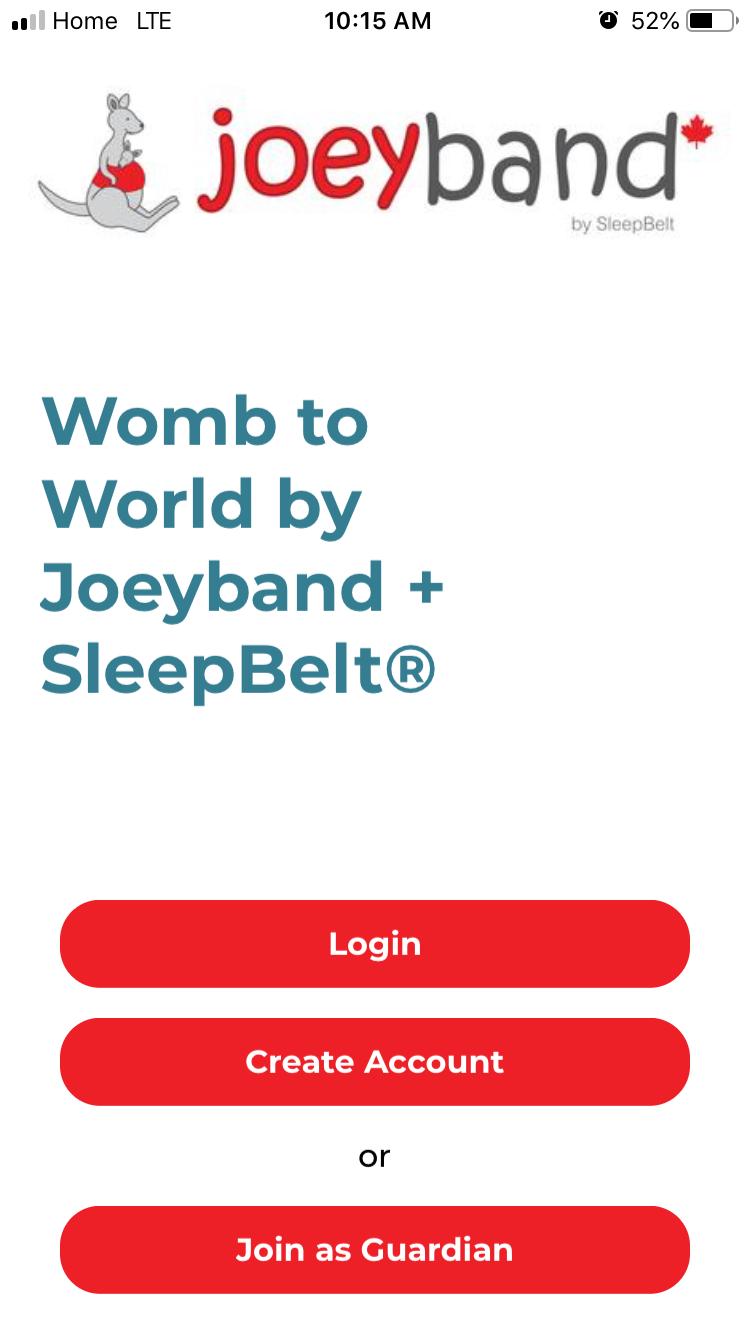 Home LTE 10:15 AM 52%
joeyband
by SleepBelt
Womb to
World by
Joeyband +
SleepBelt®
Login
Create Account
or
Join as Guardian